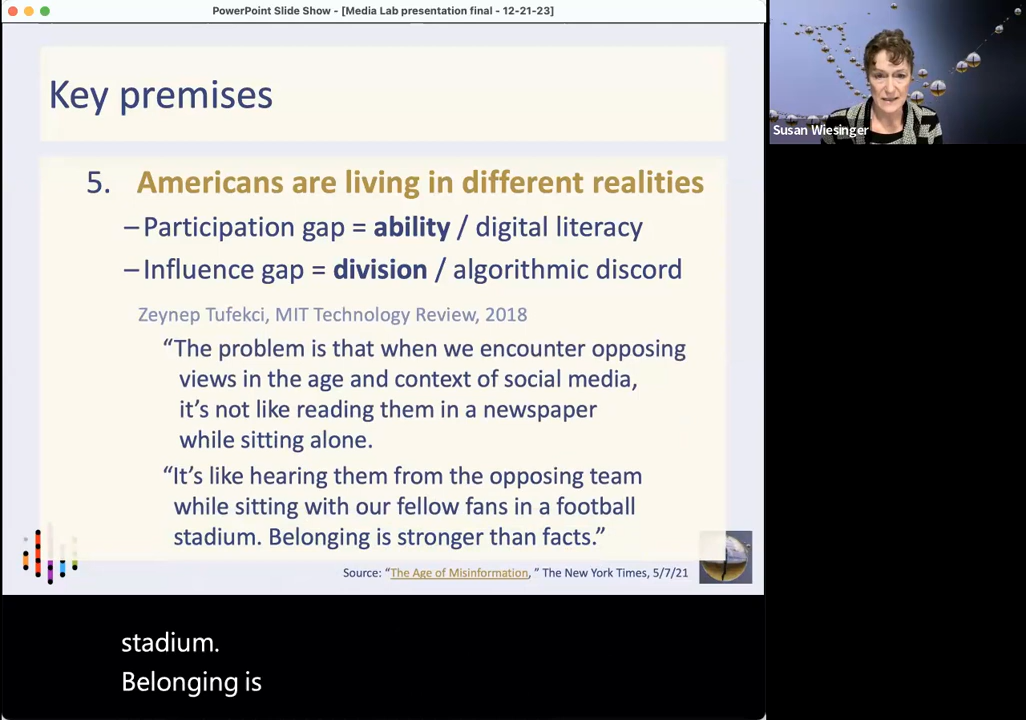 PowerPoint Slide Show - [Media Lab presentation final - 12-21-23]
Key premises
5. Americans are living in different realities
–Participation gap = ability / digital literacy
–Influence gap = division / algorithmic discord
Zeynep Tufekci, MIT Technology Review, 2018
“The problem is that when we encounter opposing
views in the age and context of social media,
it’s not like reading them in a newspaper
while sitting alone.
“It’s like hearing them from the opposing team
while sitting with our fellow fans in a football
stadium. Belonging is stronger than facts.”
Source: “The Age of Misinformation, ” The New York Times, 5/7/21
Susan Wiesinger
stadium.
Belonging is